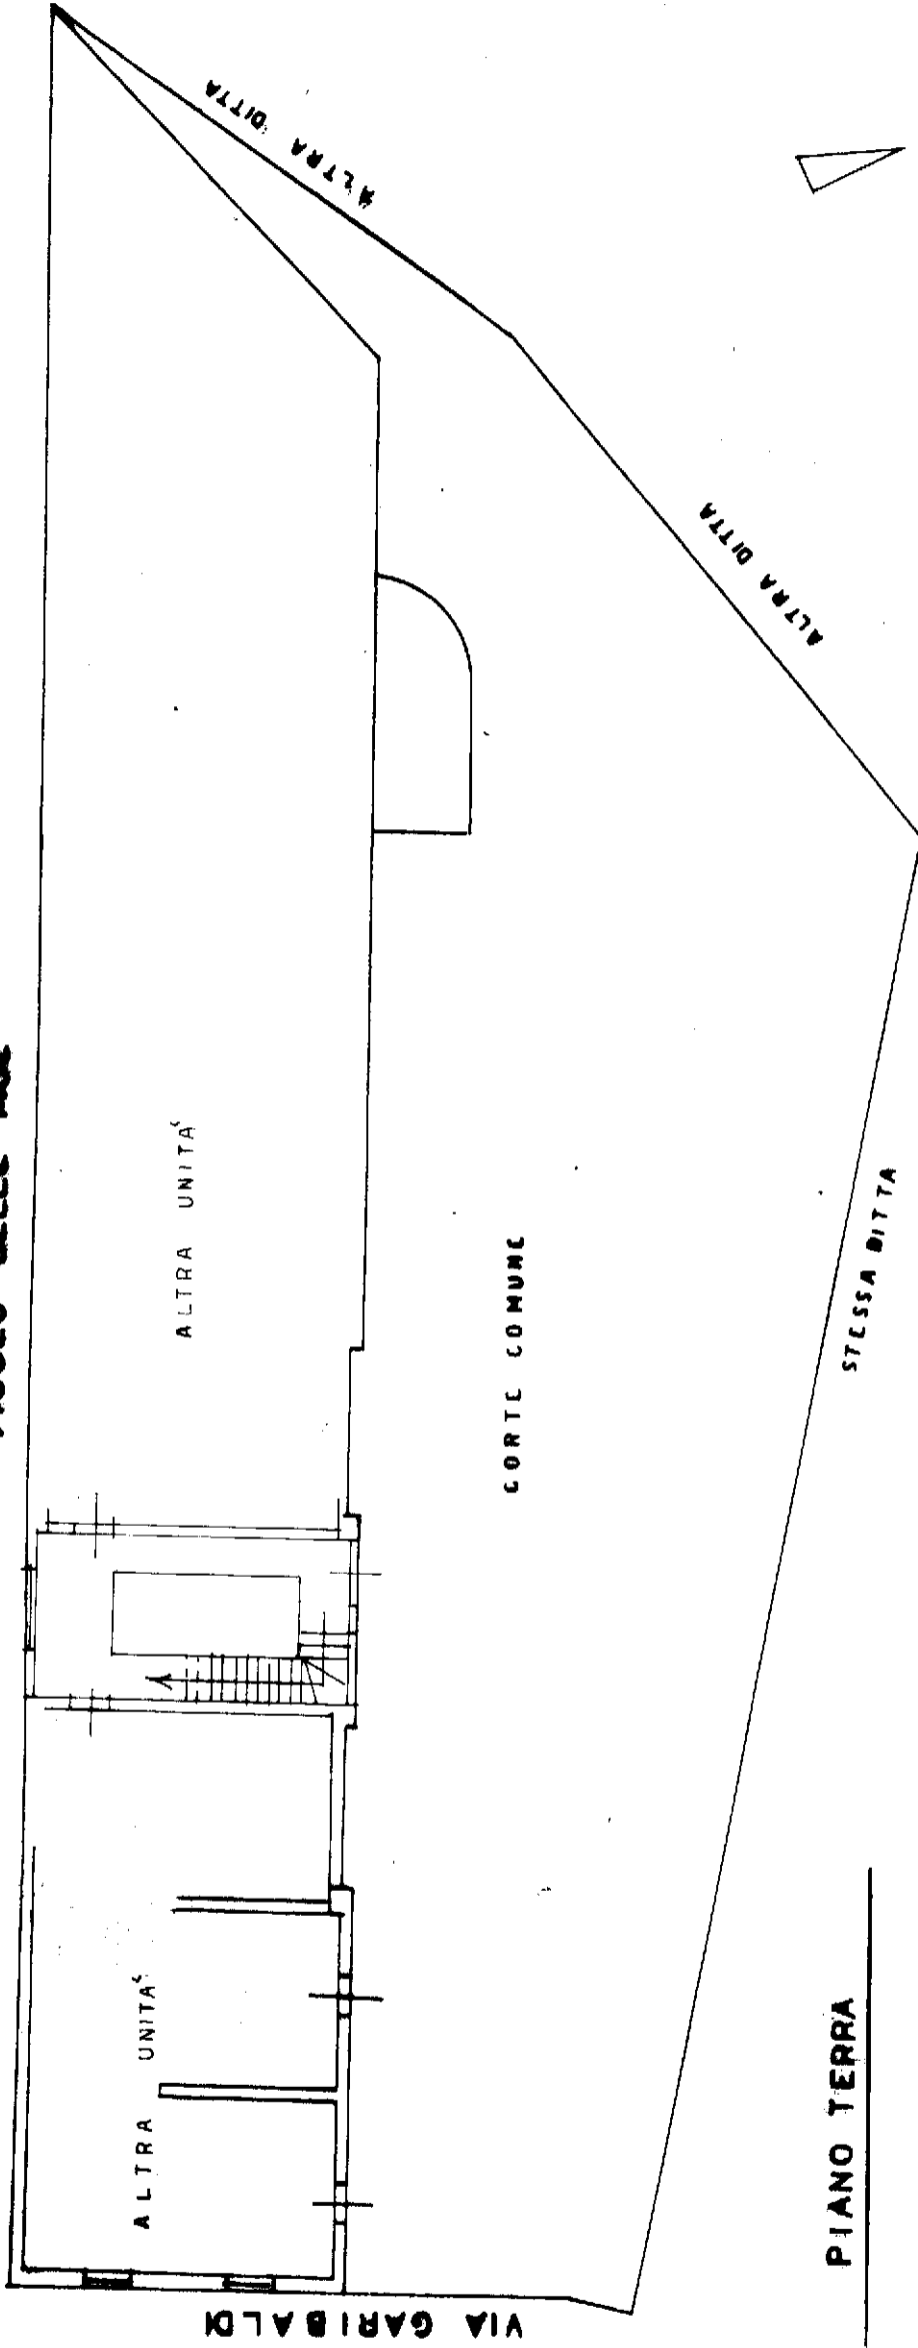 ALTRA DITTA
ALTRA DITTA
ALTRA UNITA'
CORTE COMUNE
STESSA DITTA
ALTRA UNITA'
VIA GARIBALDI
PIANO TERRA